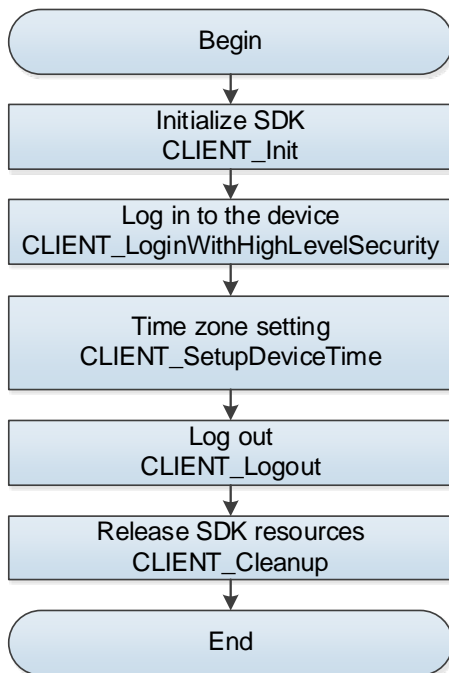 Begin
Initialize SDK
CLIENT_Init
Log in to the device
CLIENT_LoginWithHighLevelSecurity
Time zone setting
CLIENT_SetupDeviceTime
Log out
CLIENT_Logout
Release SDK resources
CLIENT_Cleanup
End